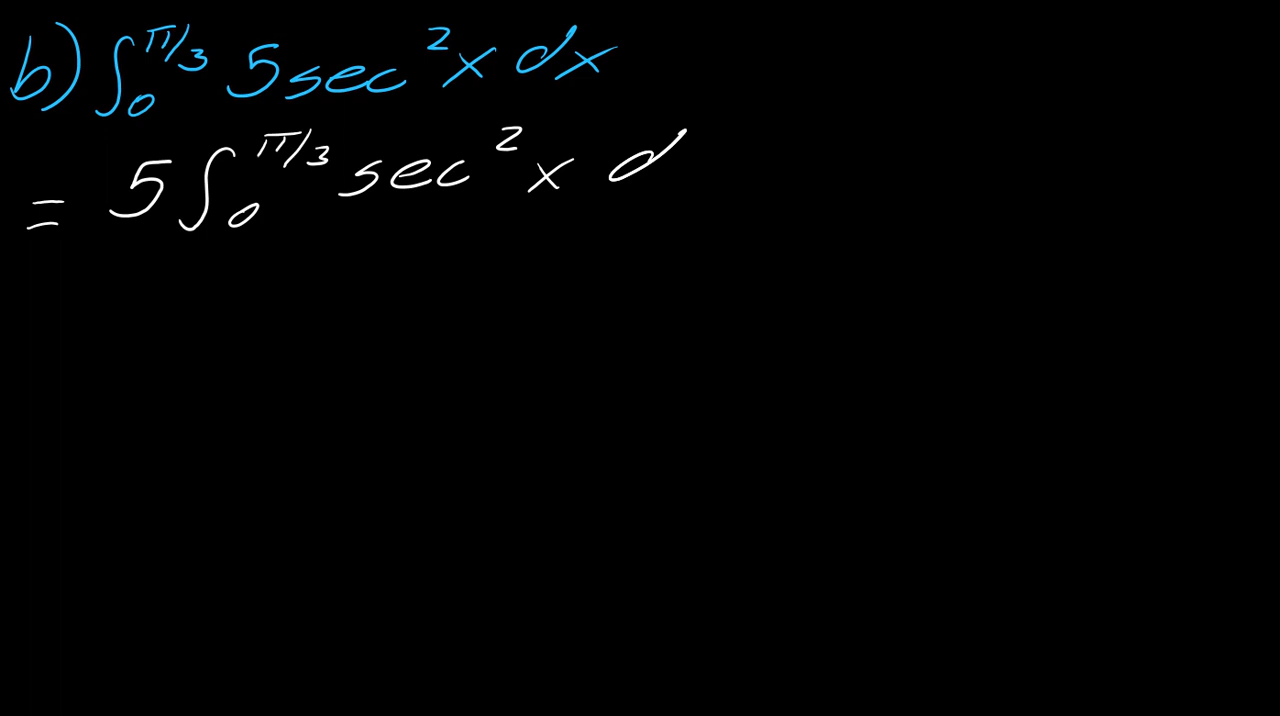 b) ∫₀^π/3 5sec²x dx
= 5∫₀^π/3 sec²x d